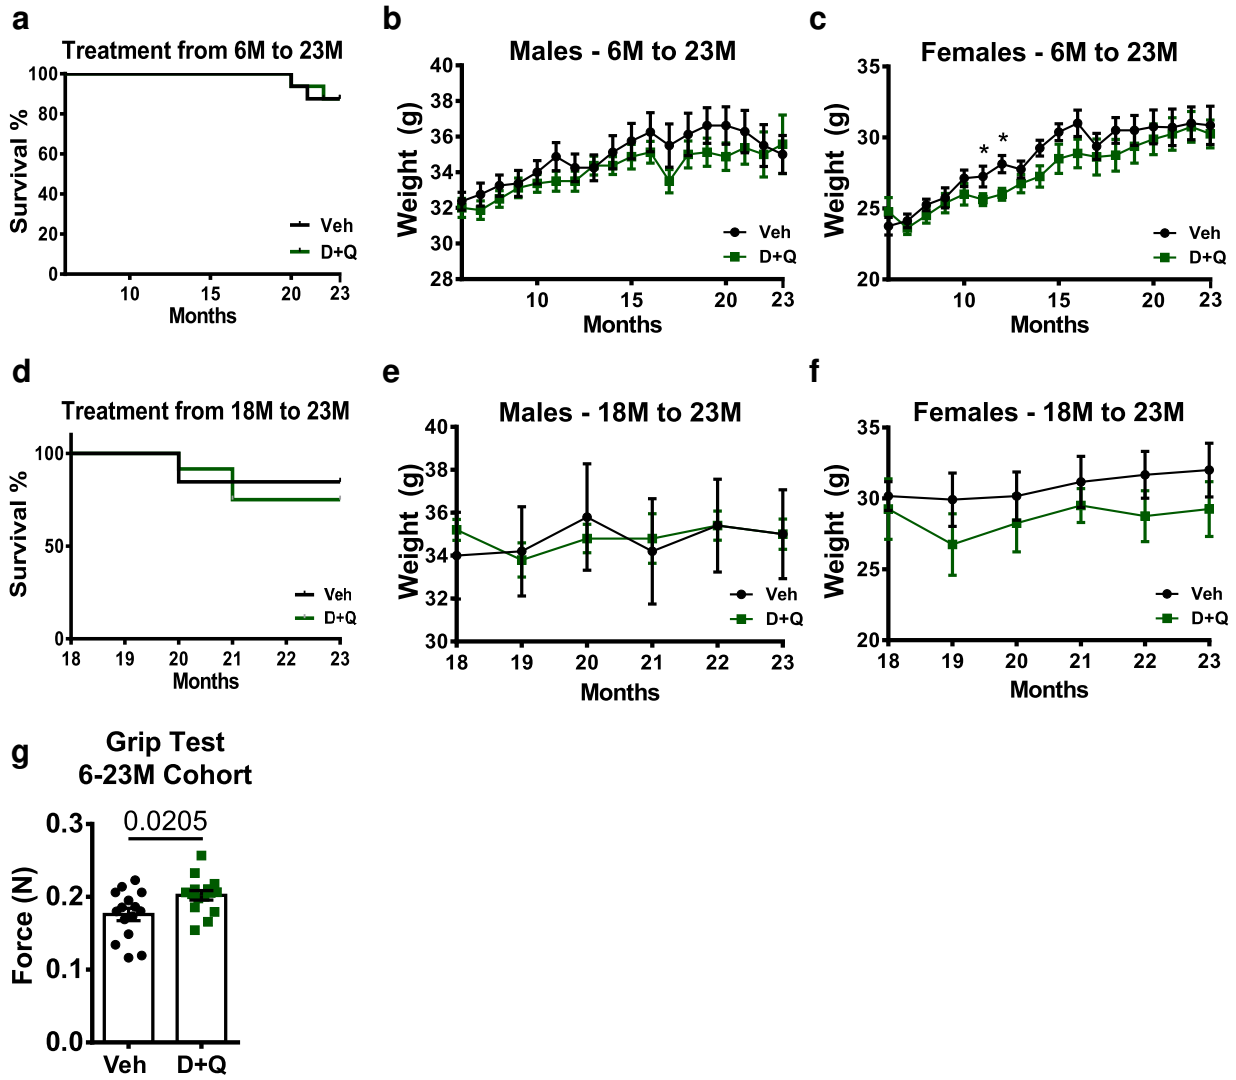 a
Treatment from 6M to 23M
Survival %
100
80
60
40
20
0
10 15 20 23
Months
Veh
D+Q
b
Males - 6M to 23M
Weight (g)
40
38
36
34
32
30
28
10 15 20 23
Months
Veh
D+Q
c
Females - 6M to 23M
Weight (g)
35
30
25
20
* *
10 15 20 23
Months
Veh
D+Q
d
Treatment from 18M to 23M
Survival %
100
50
0
18 19 20 21 22 23
Months
Veh
D+Q
e
Males - 18M to 23M
Weight (g)
40
38
36
34
32
30
18 19 20 21 22 23
Months
Veh
D+Q
f
Females - 18M to 23M
Weight (g)
35
30
25
20
18 19 20 21 22 23
Months
Veh
D+Q
g
Grip Test
6-23M Cohort
0.0205
Force (N)
0.3
0.2
0.1
0.0
Veh D+Q